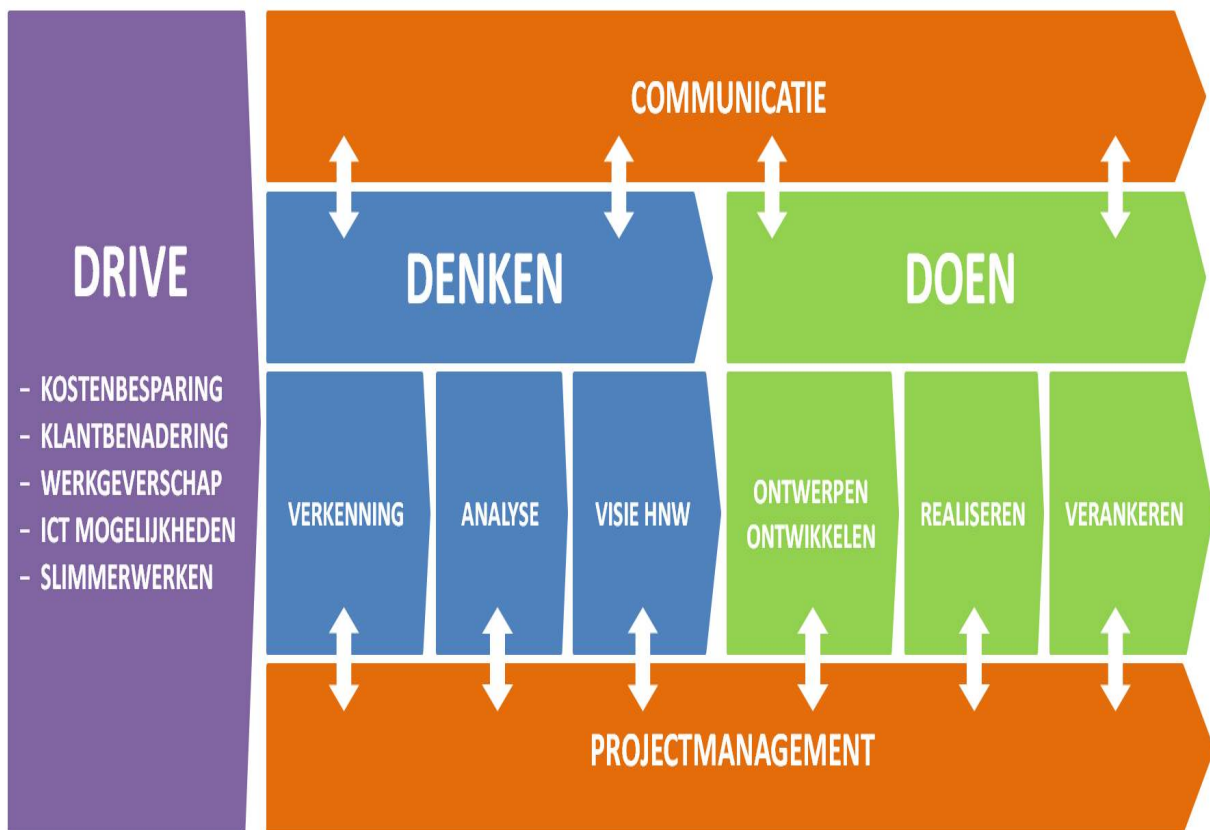 COMMUNICATIE
DRIVE
– KOSTENBESPARING
– KLANTBENADERING
– WERKGEVERSCHAP
– ICT MOGELIJKHEDEN
– SLIMMERWERKEN
DENKEN
DOEN
VERKENNING
ANALYSE
VISIE HNW
ONTWERPEN
ONTWIKKELEN
REALISEREN
VERANKEREN
PROJECTMANAGEMENT